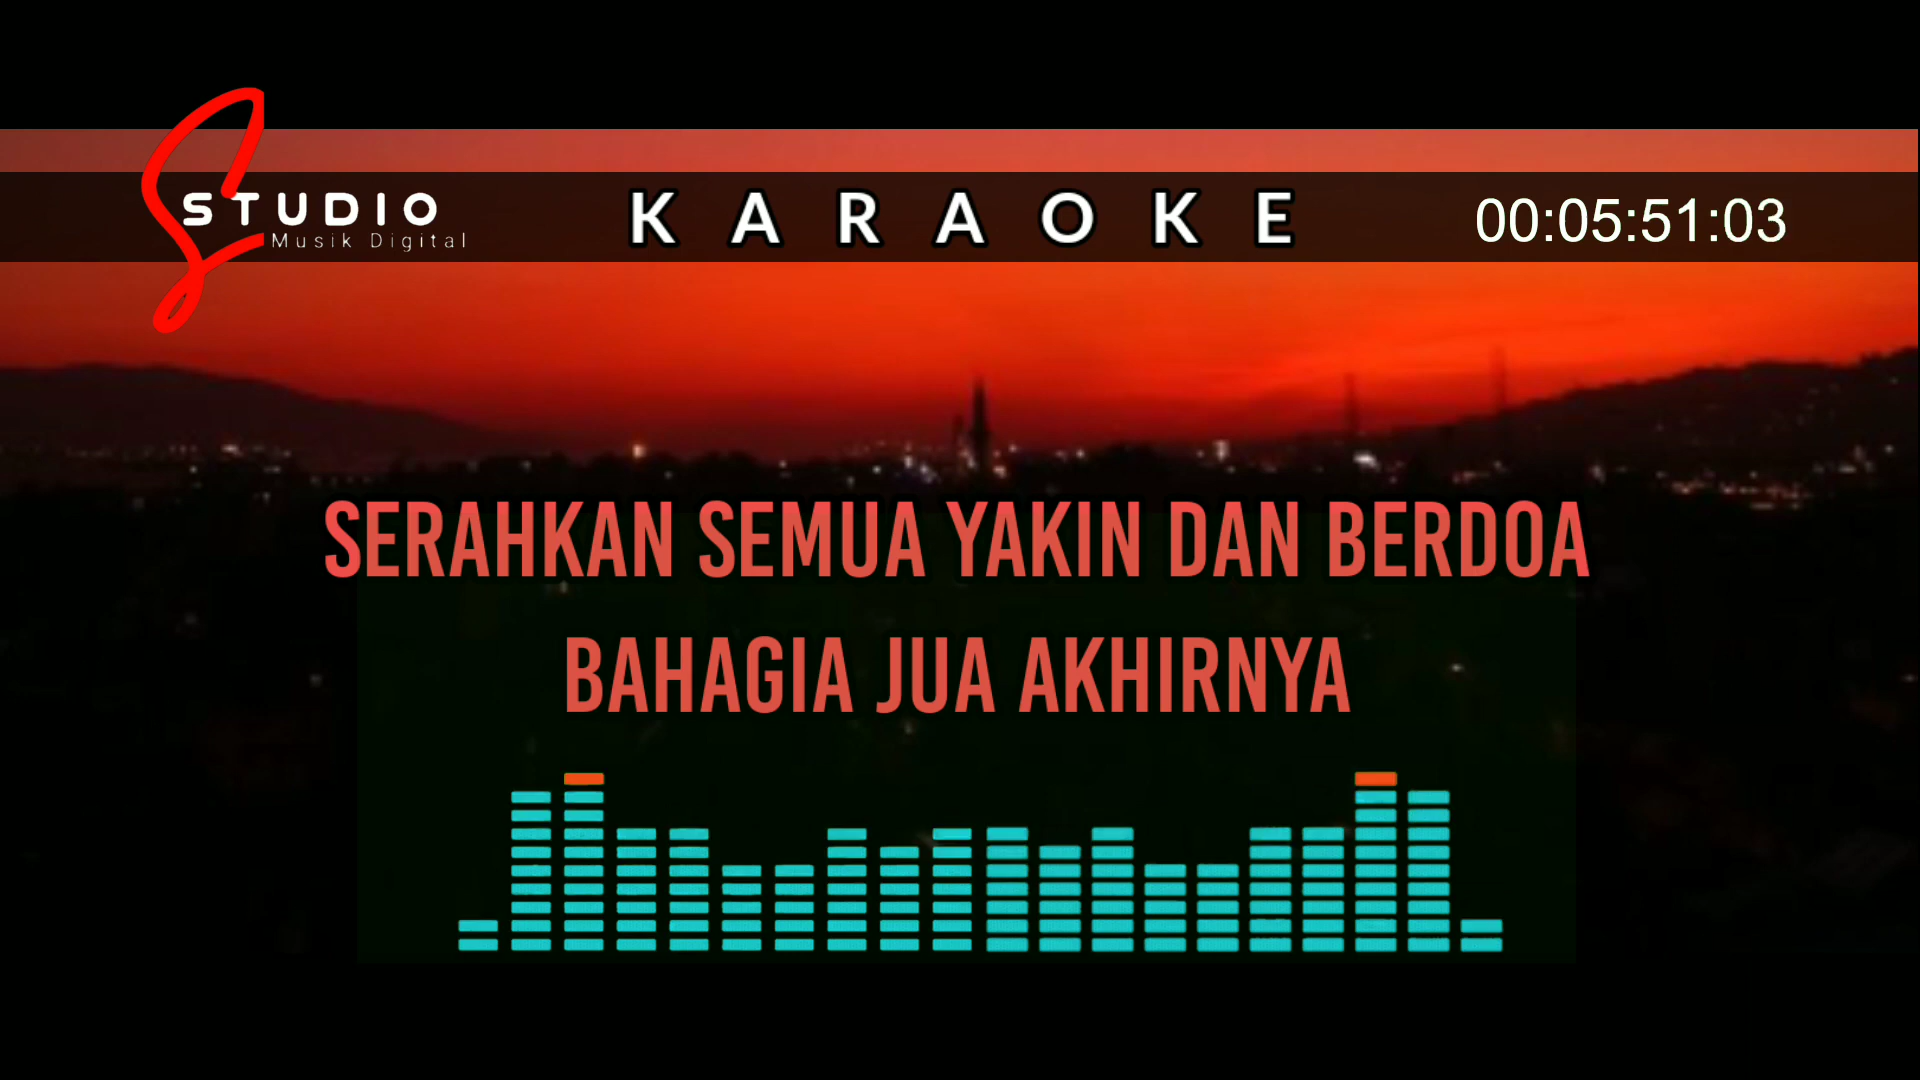 STUDIO
Musik Digital
KARAOKE
00:05:51:03
SERAHKAN SEMUA YAKIN DAN BERDOA
BAHAGIA JUA AKHIRNYA